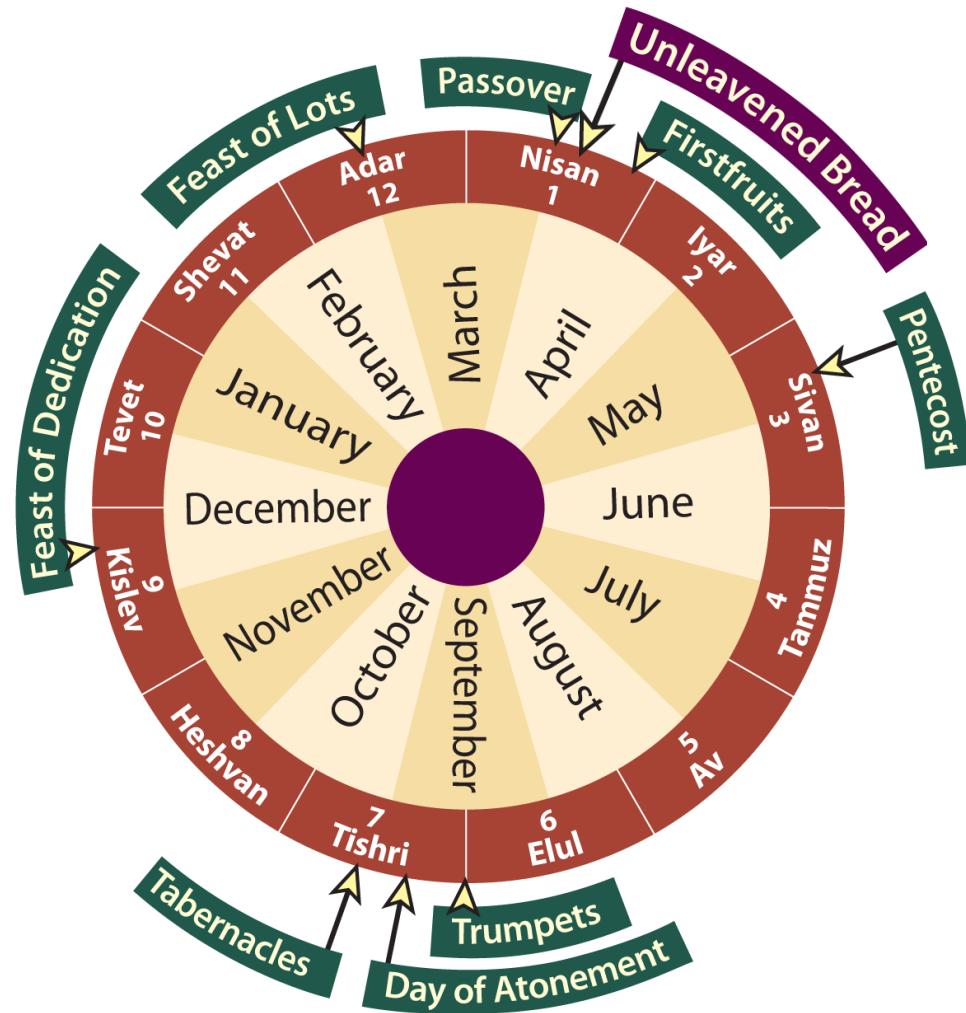 Passover
Unleavened Bread
Firstfruits
Pentecost
Trumpets
Day of Atonement
Tabernacles
Feast of Dedication
Feast of Lots
Nisan
1
Iyar
2
Sivan
3
Tammuz
4
Av
5
Elul
6
Tishri
7
Heshvan
8
Kislev
9
Tevet
10
Shevat
11
Adar
12
March
April
May
June
July
August
September
October
November
December
January
February